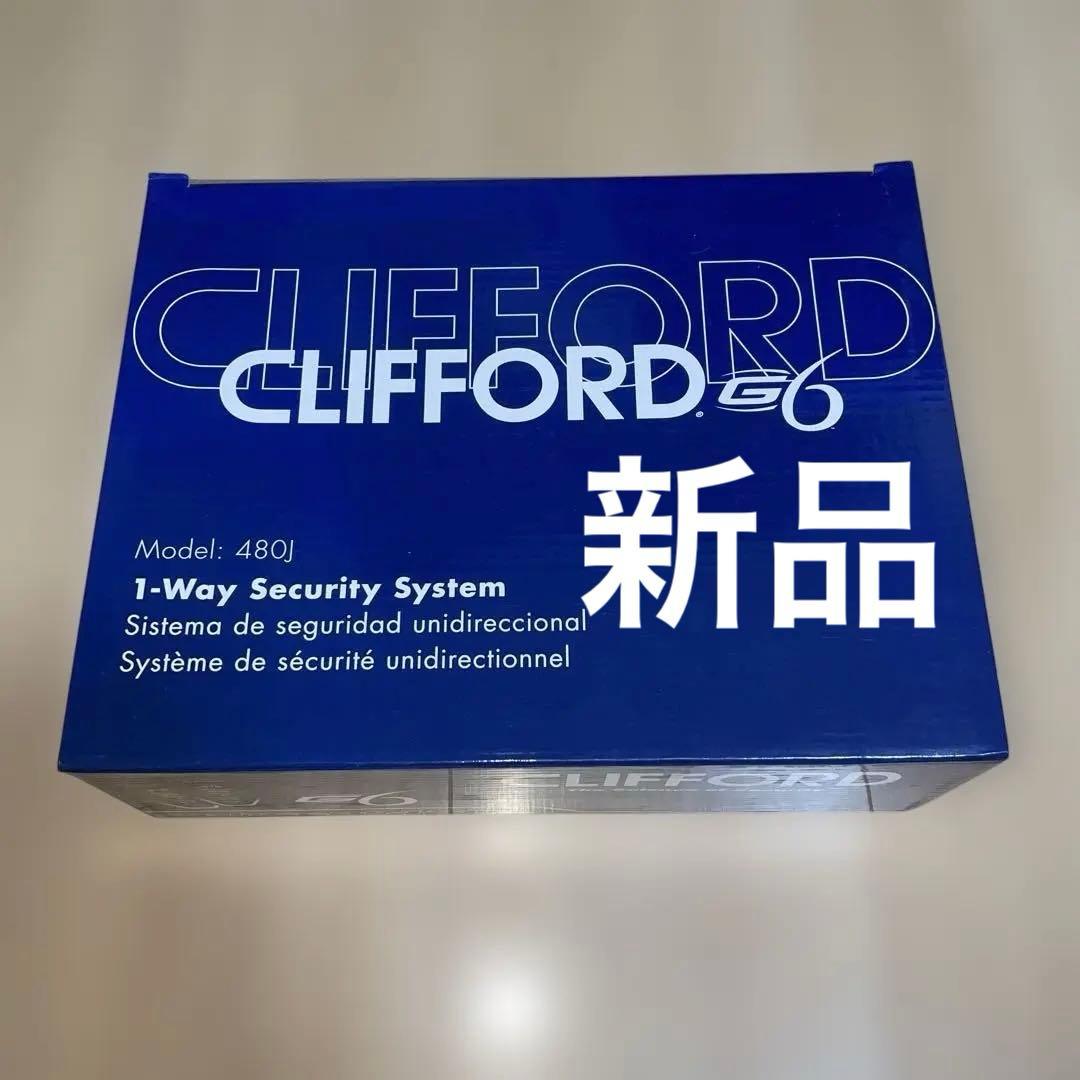 CLIFFORD
CLIFFORD® G6
新品
Model: 480J
1-Way Security System
Sistema de seguridad unidireccional
Système de sécurité unidirectionnel
G6
CLIFFORD